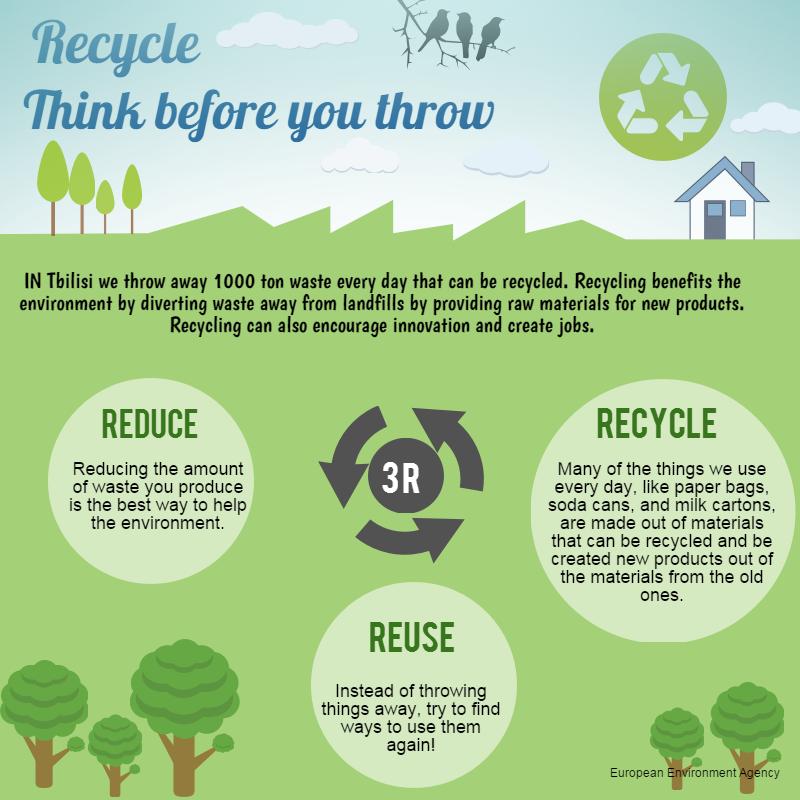 Recycle
Think before you throw
IN Tbilisi we throw away 1000 ton waste every day that can be recycled. Recycling benefits the
environment by diverting waste away from landfills by providing raw materials for new products.
Recycling can also encourage innovation and create jobs.
REDUCE
Reducing the amount
of waste you produce
is the best way to help
the environment.
3R
RECYCLE
Many of the things we use
every day, like paper bags,
soda cans, and milk cartons,
are made out of materials
that can be recycled and be
created new products out of
the materials from the old
ones.
REUSE
Instead of throwing
things away, try to find
ways to use them
again!
European Environment Agency